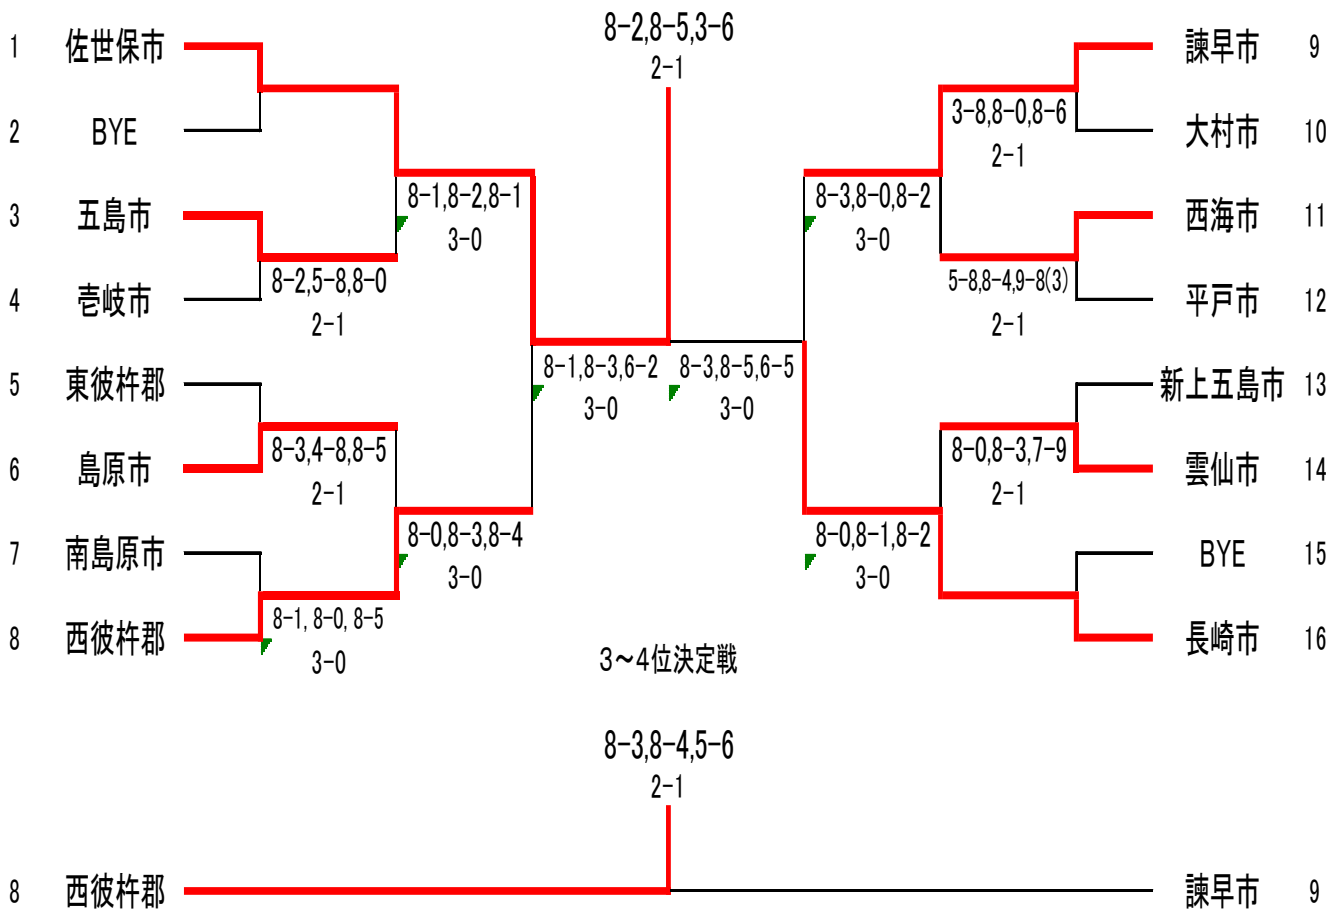 8-2,8-5,3-6
2-1
1 佐世保市
諫早市 9
2 BYE
3-8,8-0,8-6
大村市 10
2-1
3 五島市
8-1,8-2,8-1
3-0
8-3,8-0,8-2
3-0
西海市 11
4 壱岐市
8-2,5-8,8-0
2-1
5-8,8-4,9-8(3)
2-1
平戸市 12
5 東彼杵郡
8-1,8-3,6-2
3-0
8-3,8-5,6-5
3-0
新上五島市 13
6 島原市
8-3,4-8,8-5
2-1
8-0,8-3,7-9
2-1
雲仙市 14
7 南島原市
8-0,8-3,8-4
3-0
8-0,8-1,8-2
3-0
BYE 15
8 西彼杵郡
8-1,8-0,8-5
3-0
長崎市 16
3~4位決定戦
8-3,8-4,5-6
2-1
8 西彼杵郡
諫早市 9